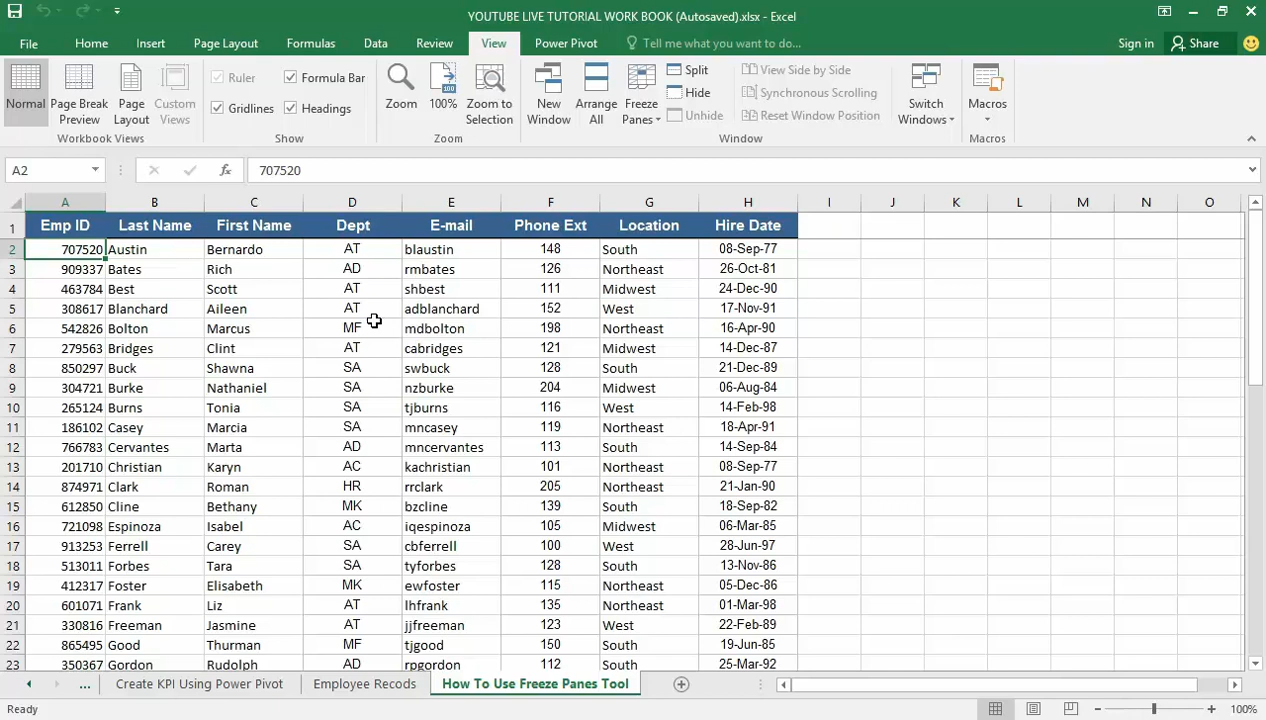 YOUTUBE LIVE TUTORIAL WORK BOOK (Autosaved).xlsx - Excel
File Home Insert Page Layout Formulas Data Review View Power Pivot Tell me what you want to do... Sign in Share
Normal Page Break Preview Page Layout Custom Views
Workbook Views
Ruler Formula Bar
Gridlines Headings
Show
Zoom 100% Zoom to Selection
Zoom
New Window Arrange All Freeze Panes
Split
Hide
Unhide
View Side by Side
Synchronous Scrolling
Reset Window Position
Switch Windows
Window
Macros
Macros
A2 fx 707520
A B C D E F G H I J K L M N O
1 Emp ID Last Name First Name Dept E-mail Phone Ext Location Hire Date
2 707520 Austin Bernardo AT blaustin 148 South 08-Sep-77
3 909337 Bates Rich AD rmbates 126 Northeast 26-Oct-81
4 463784 Best Scott AT shbest 111 Midwest 24-Dec-90
5 308617 Blanchard Aileen AT adblanchard 152 West 17-Nov-91
6 542826 Bolton Marcus MF mdbolton 198 Northeast 16-Apr-90
7 279563 Bridges Clint AT cabridges 121 Midwest 14-Dec-87
8 850297 Buck Shawna SA swbuck 128 South 21-Dec-89
9 304721 Burke Nathaniel SA nzburke 204 Midwest 06-Aug-84
10 265124 Burns Tonia SA tjburns 116 West 14-Feb-98
11 186102 Casey Marcia SA mncasey 119 Northeast 18-Apr-91
12 766783 Cervantes Marta AD mncervantes 113 South 14-Sep-84
13 201710 Christian Karyn AC kachristian 101 Northeast 08-Sep-77
14 874971 Clark Roman HR rrclark 205 Northeast 21-Jan-90
15 612850 Cline Bethany MK bzcline 139 South 18-Sep-82
16 721098 Espinoza Isabel AC iqespinoza 105 Midwest 06-Mar-85
17 913253 Ferrell Carey SA cbferrell 100 West 28-Jun-97
18 513011 Forbes Tara SA tyforbes 128 South 13-Nov-86
19 412317 Foster Elisabeth MK ewfoster 115 Northeast 05-Dec-86
20 601071 Frank Liz AT lhfrank 135 Northeast 01-Mar-98
21 330816 Freeman Jasmine AT jjfreeman 123 West 22-Feb-89
22 865495 Good Thurman MF tjgood 150 South 19-Jun-85
23 350367 Gordon Rudolph AD rpgordon 112 South 25-Mar-92
... Create KPI Using Power Pivot Employee Recods How To Use Freeze Panes Tool
Ready 100%